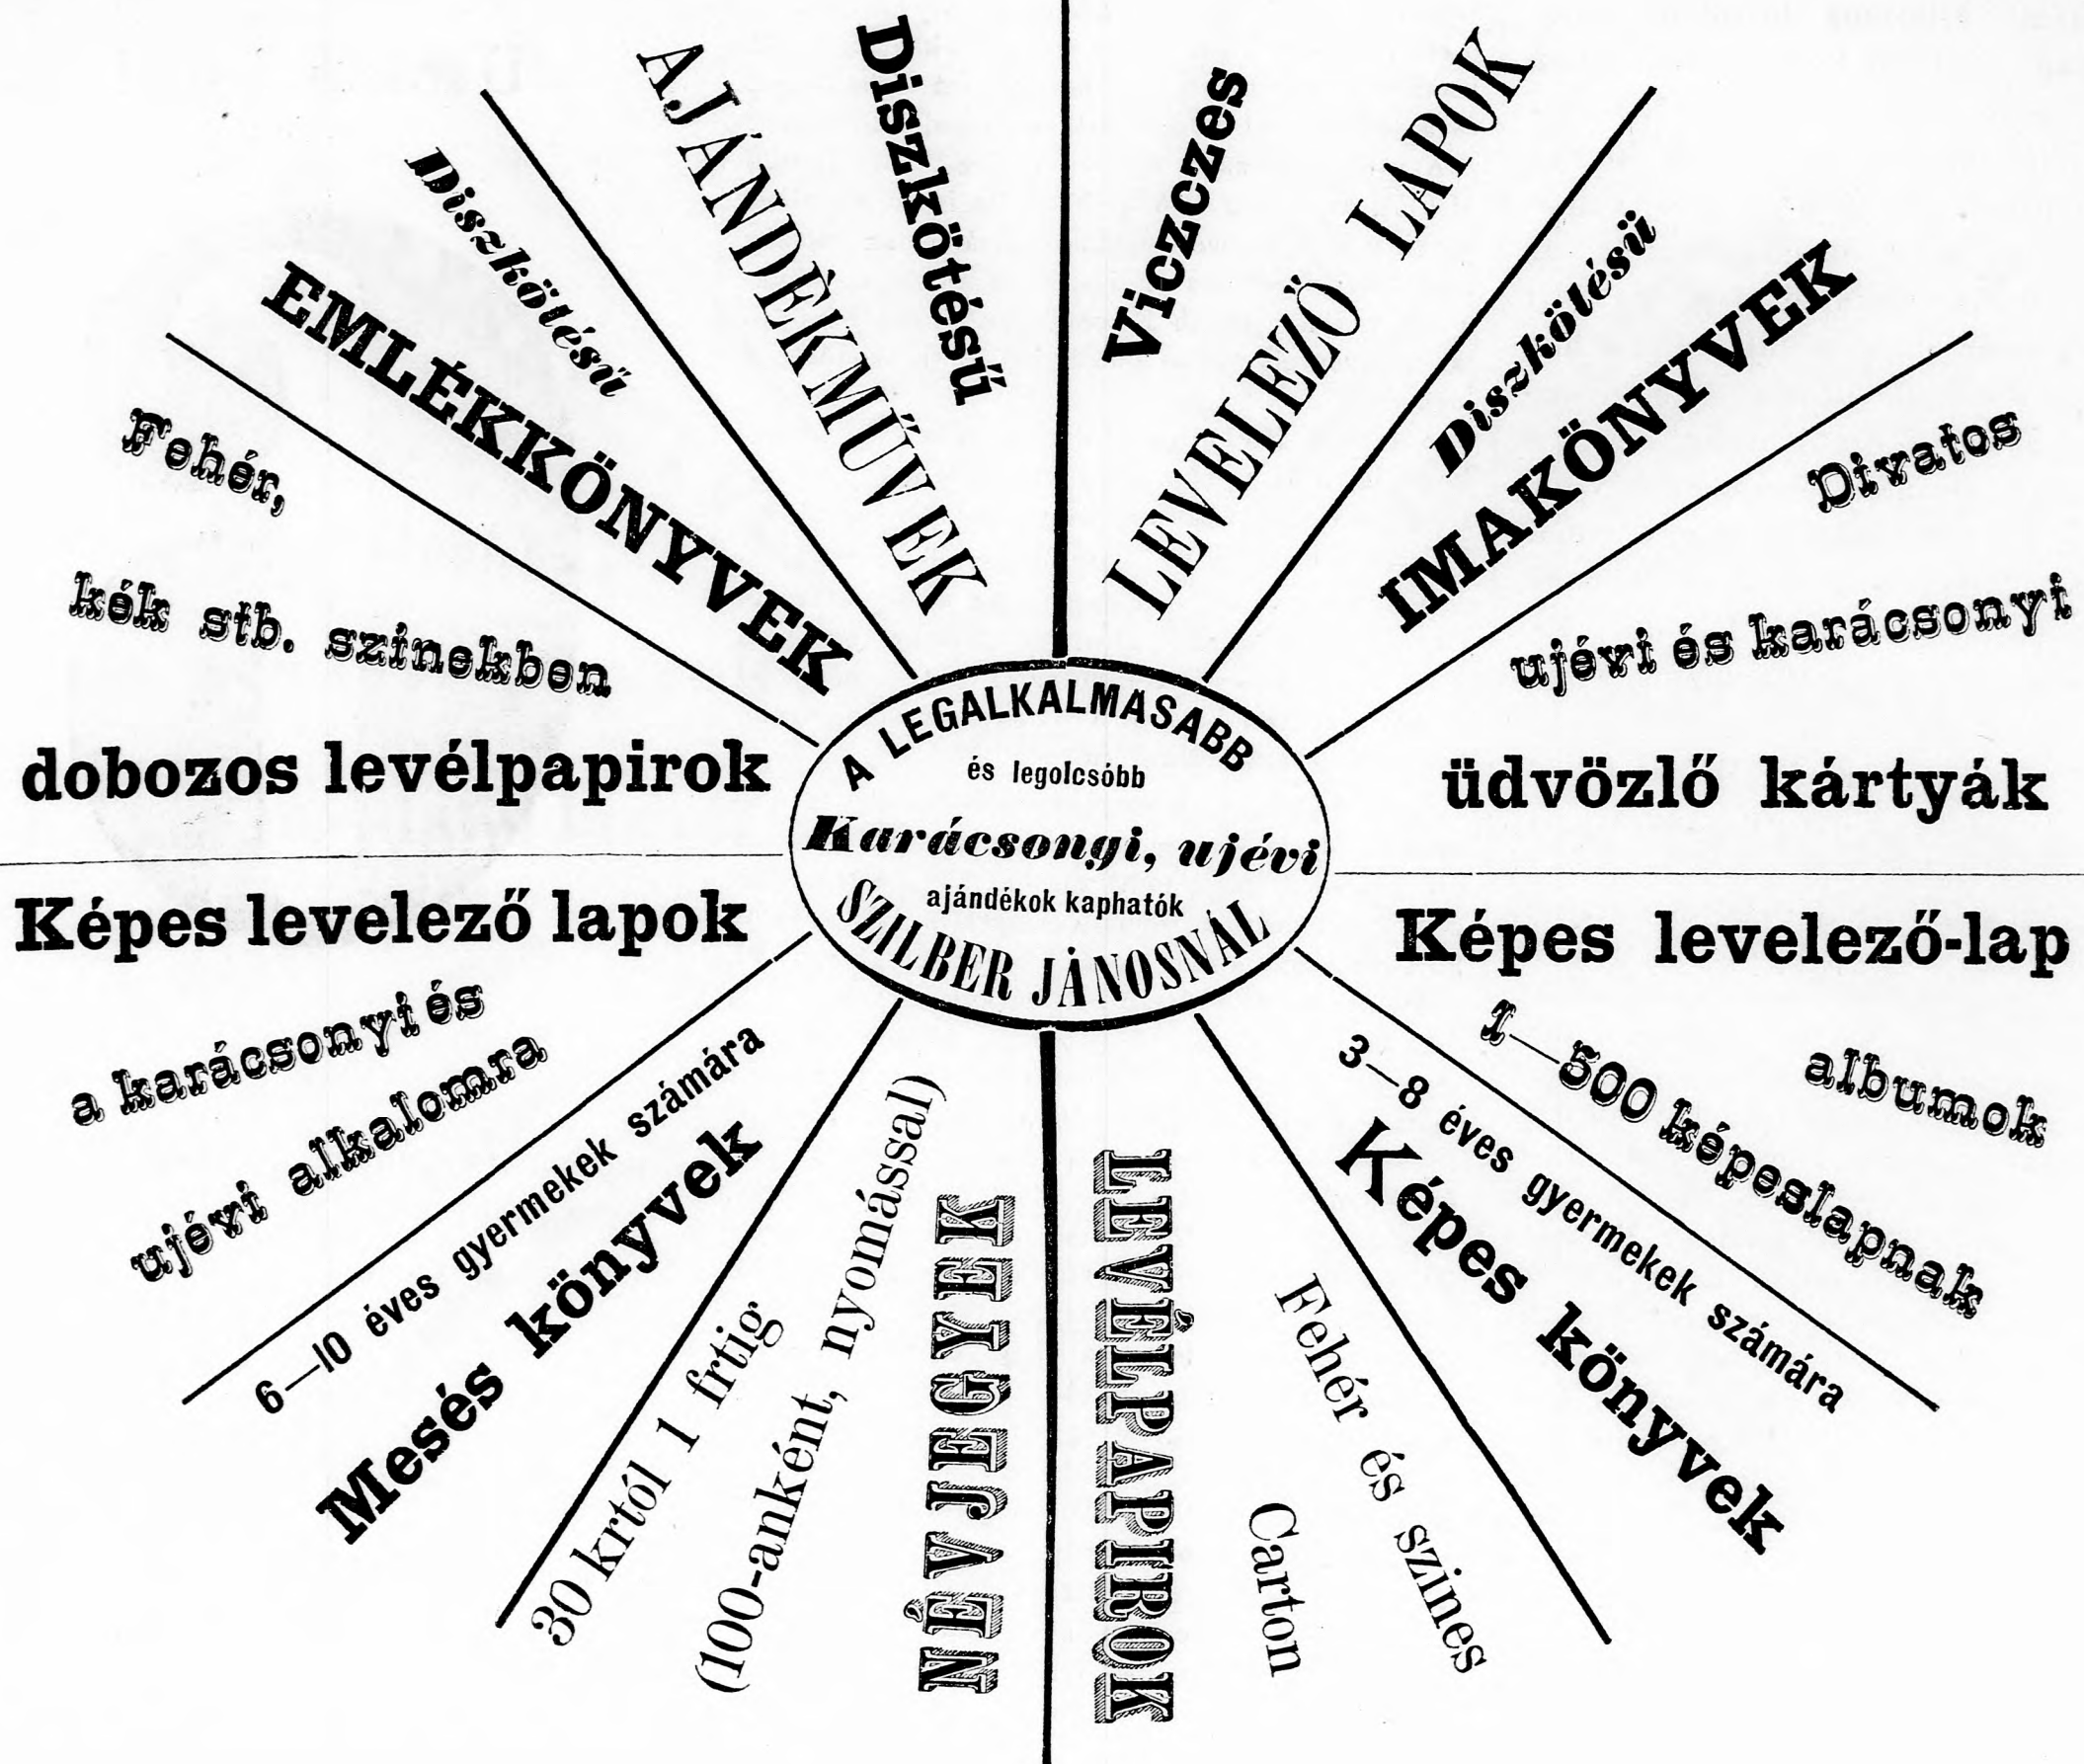 A LEGALKALMASABB
és legolcsóbb
Karácsongi, ujévi
ajándékok kaphatók
SZILBER JÁNOSNÁL
Viczces
LEVELEZŐ LAPOK
Diszkötésü
IMAKÖNYVEK
Divatos
ujévi és karácsonyi
üdvözlő kártyák
Képes levelező-lap
albumok
1—500 képeslapnak
3—8 éves gyermekek számára
Képes könyvek
Fehér és szines
Carton
LEVÉLPAPIROK
NÉVJEGYEK
(100-anként, nyomással)
30 krtól 1 frtig
Mesés könyvek
6—10 éves gyermekek számára
Képes levelező lapok
a karácsonyi és
ujévi alkalomra
Fehér,
kék stb. szinekben
dobozos levélpapirok
Diszkötésü
EMLÉKKÖNYVEK
Diszkötésű
AJÁNDÉKMŰVEK